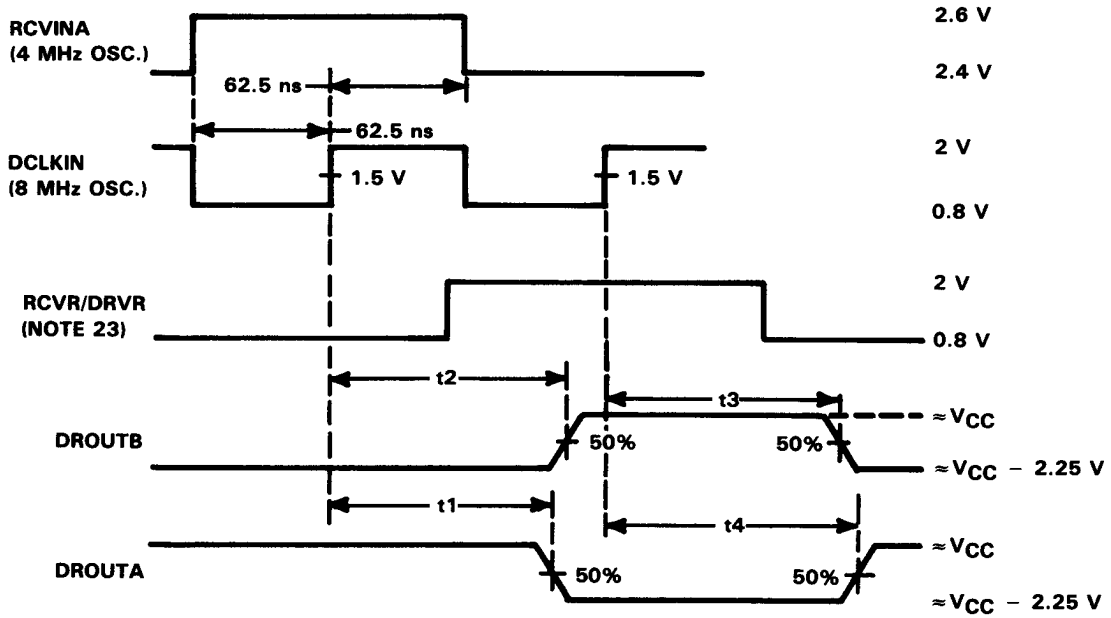 RCVINA
(4 MHz OSC.)
2.6 V
2.4 V
62.5 ns
62.5 ns
DCLKIN
(8 MHz OSC.)
1.5 V
1.5 V
2 V
0.8 V
RCVR/DRVR
(NOTE 23)
2 V
0.8 V
t2
t3
DROUTB
50%
50%
≈VCC
≈VCC − 2.25 V
t1
t4
DROUTA
50%
50%
≈VCC
≈VCC − 2.25 V